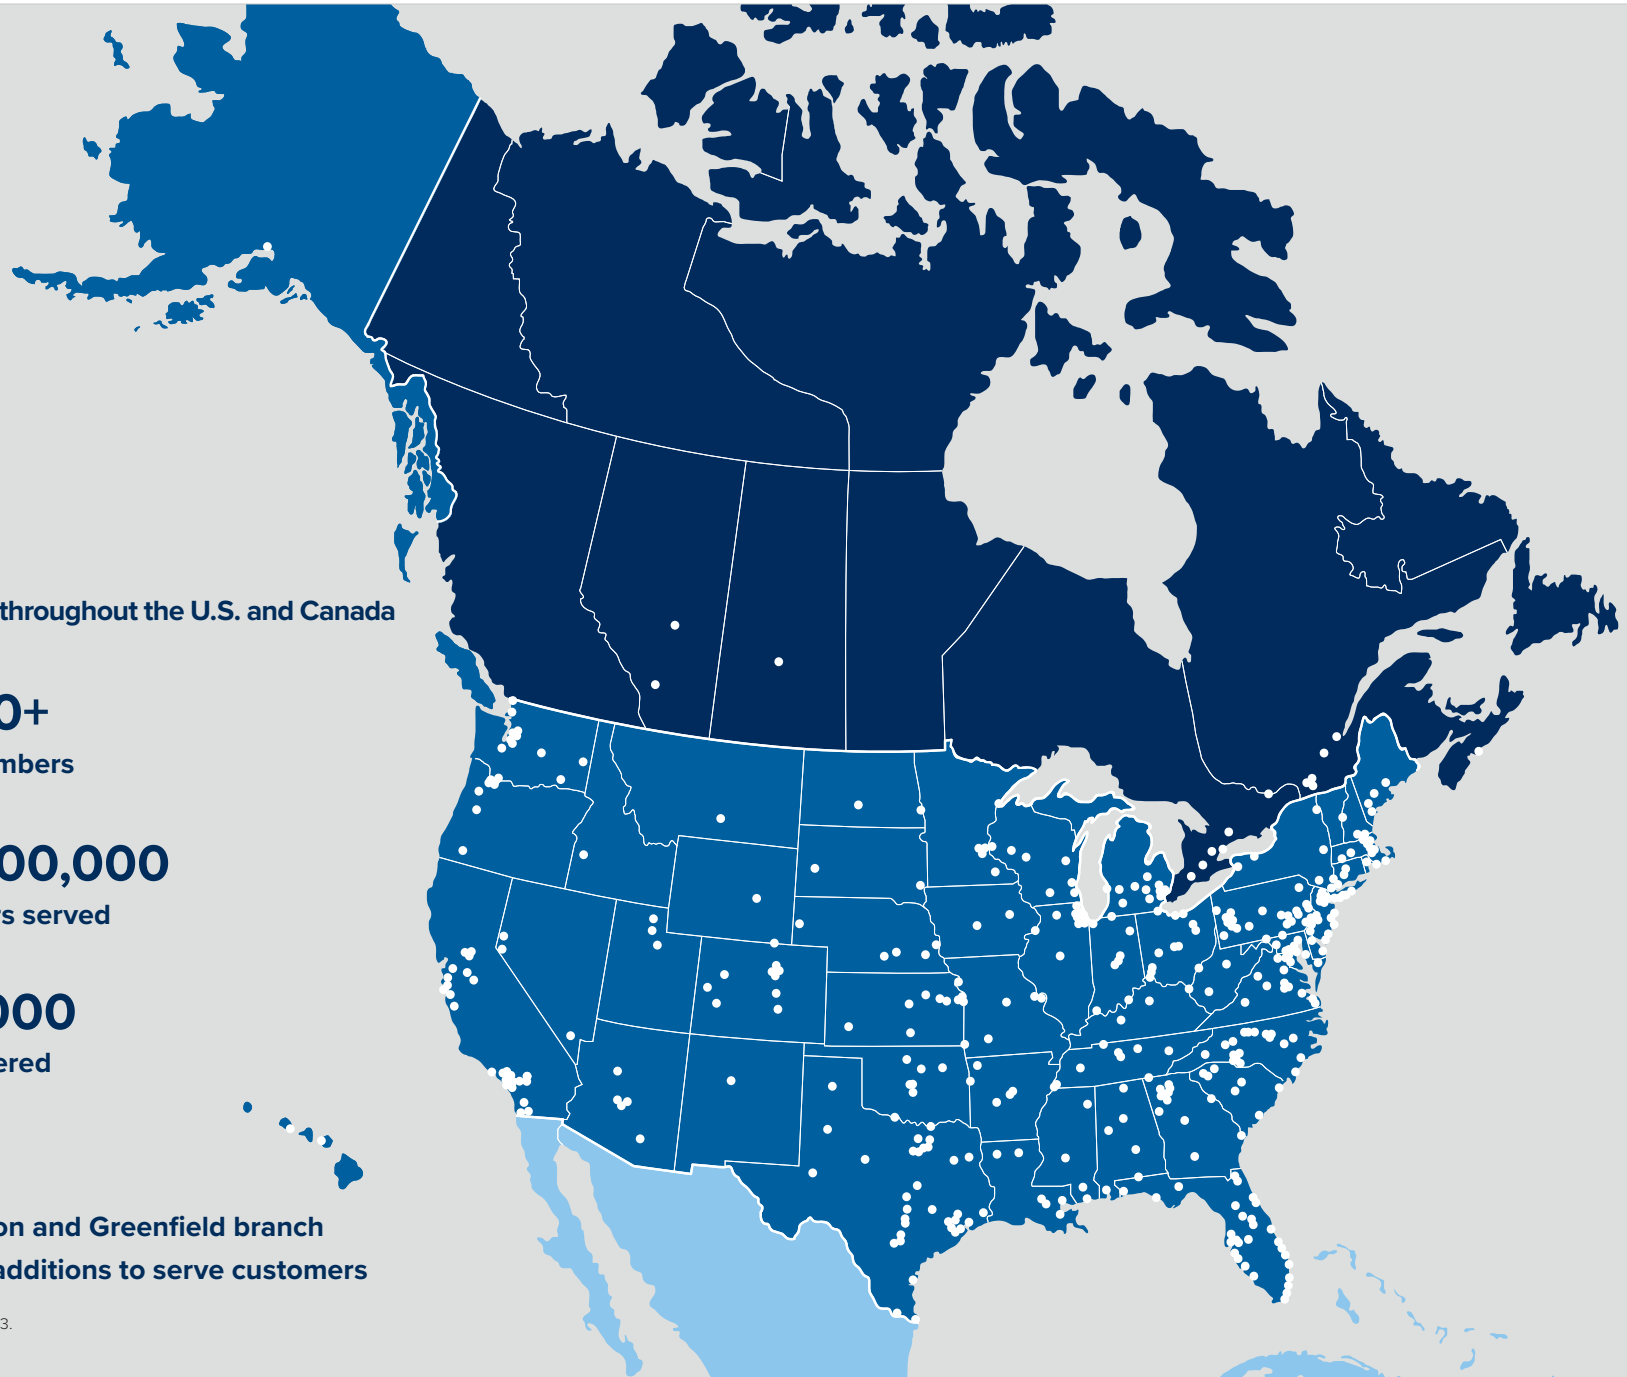 throughout the U.S. and Canada
0+
mbers
00,000
rs served
000
ered
on and Greenfield branch
additions to serve customers
3.